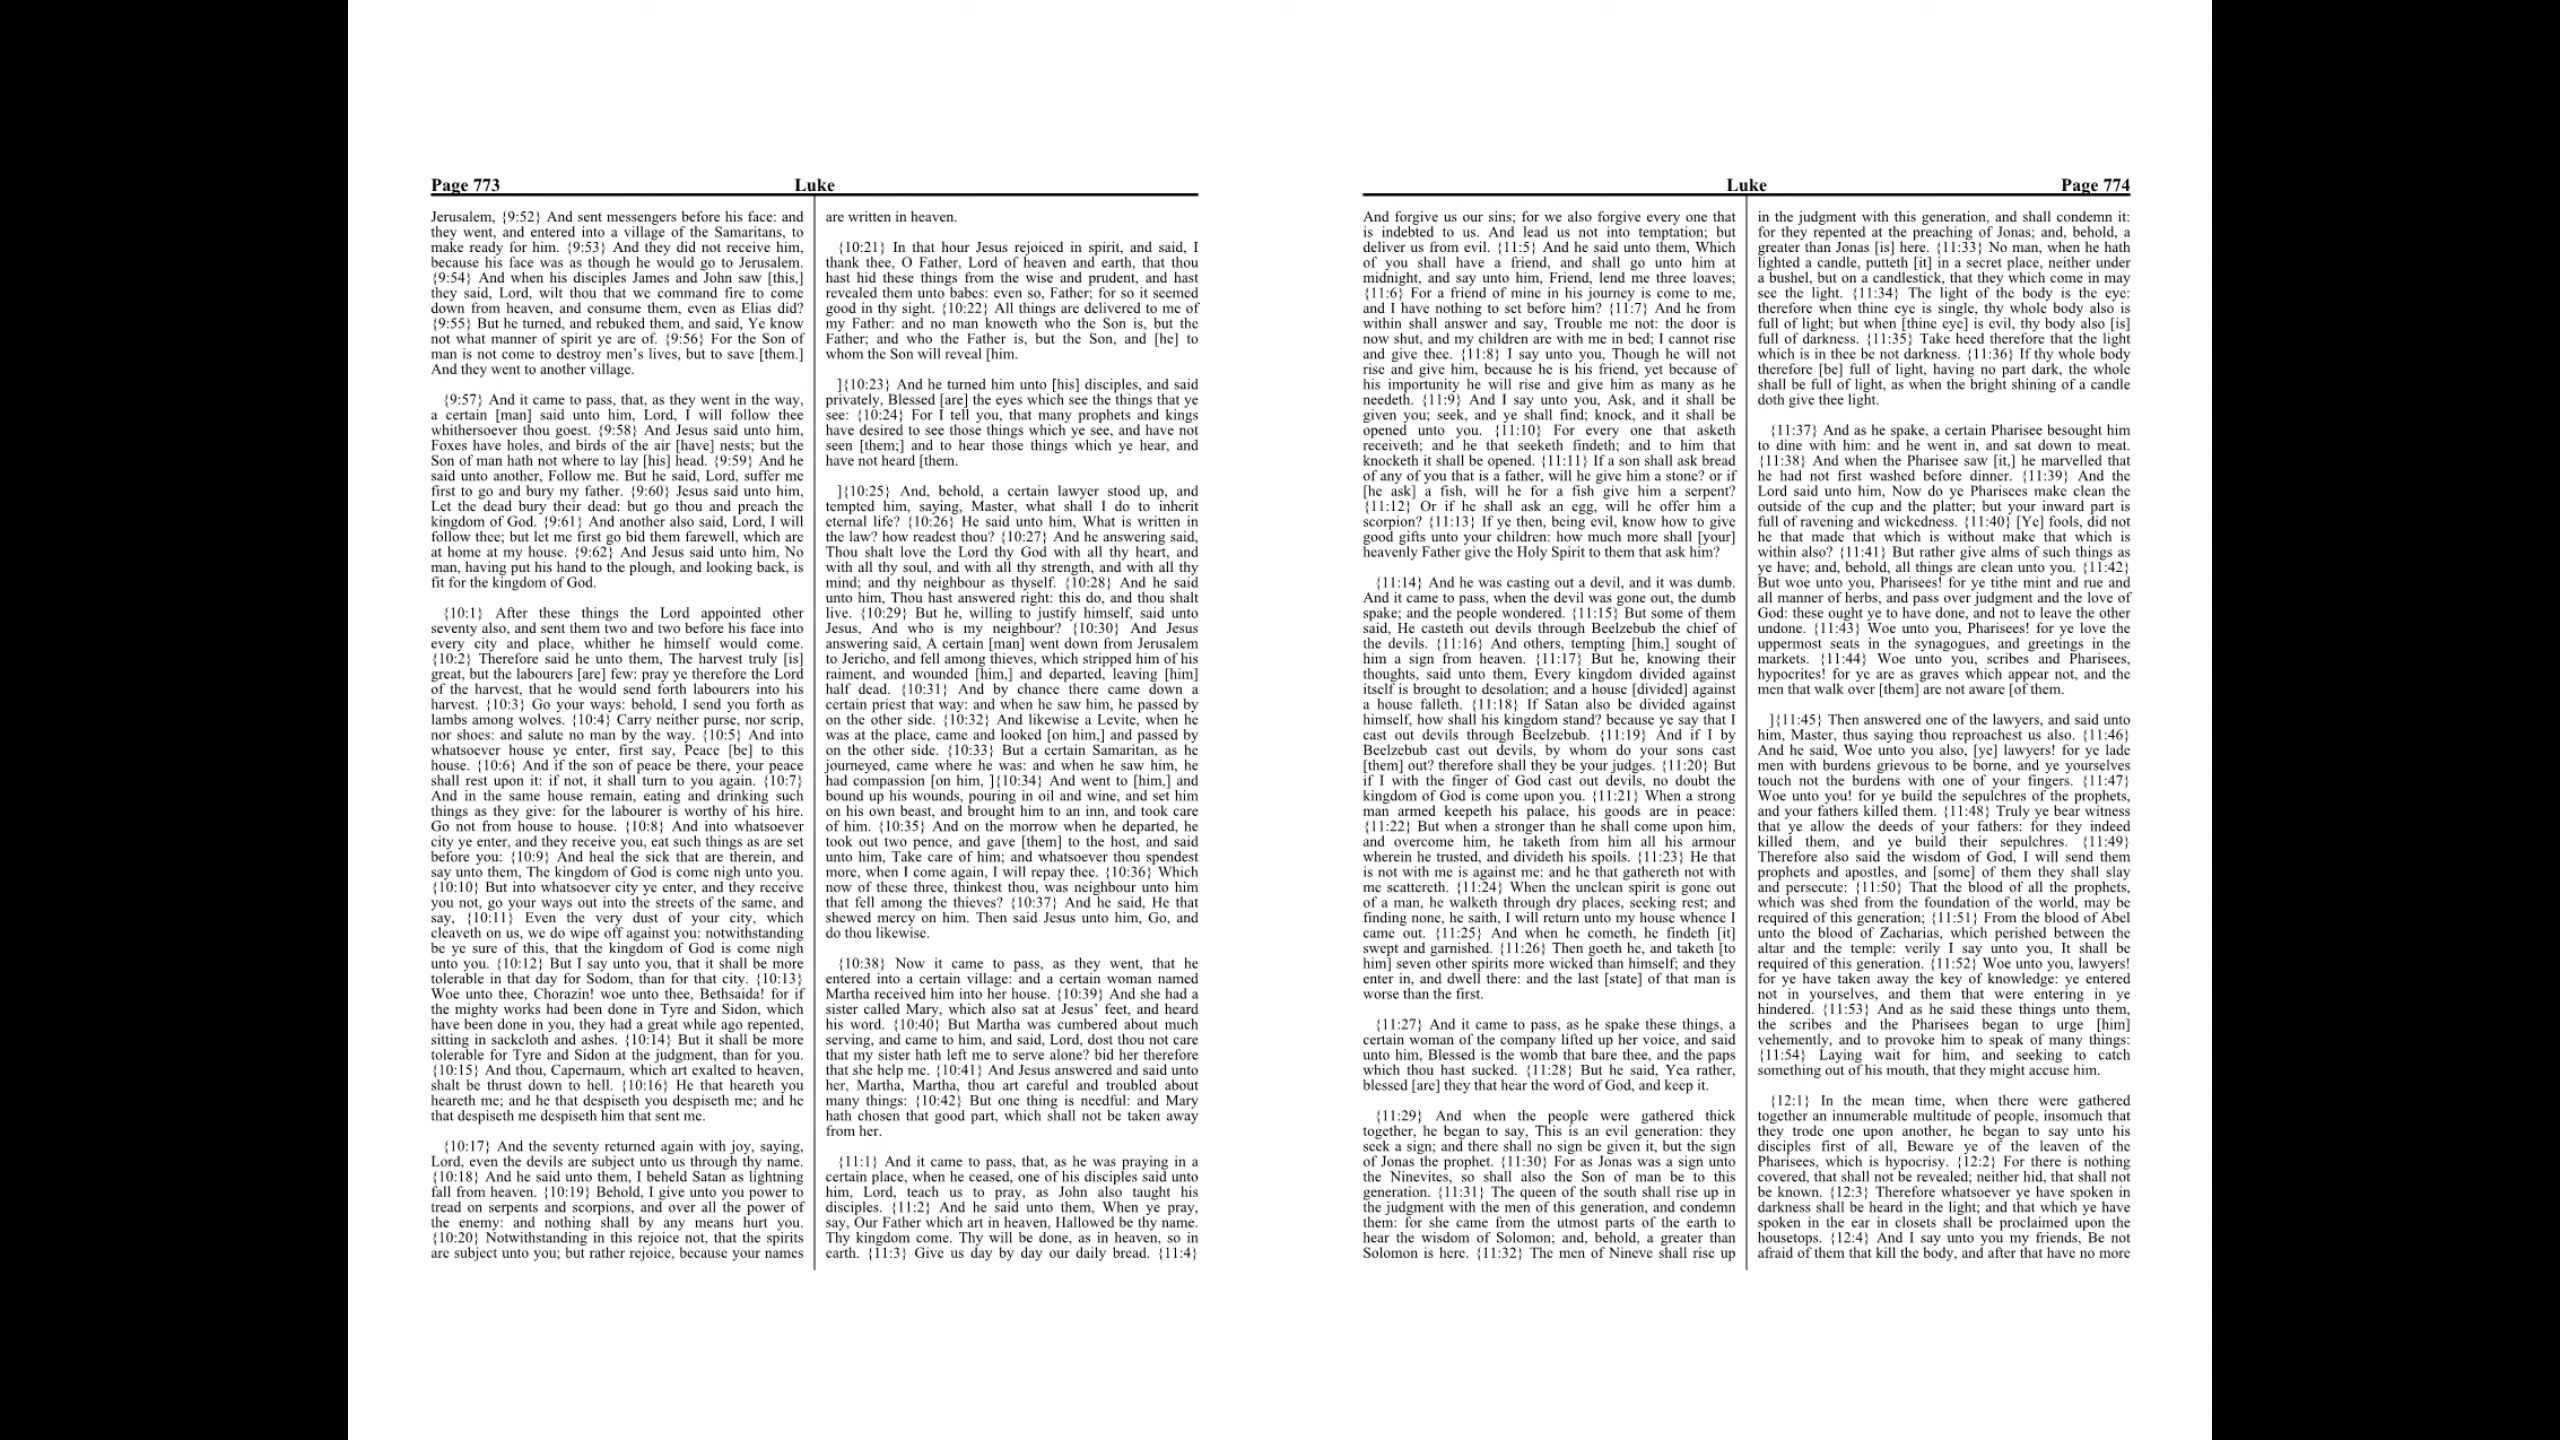 Page 773 Luke
Jerusalem, {9:52} And sent messengers before his face: and
they went, and entered into a village of the Samaritans, to
make ready for him. {9:53} And they did not receive him,
because his face was as though he would go to Jerusalem.
{9:54} And when his disciples James and John saw [this,]
they said, Lord, wilt thou that we command fire to come
down from heaven, and consume them, even as Elias did?
{9:55} But he turned, and rebuked them, and said, Ye know
not what manner of spirit ye are of. {9:56} For the Son of
man is not come to destroy men’s lives, but to save [them.]
And they went to another village.
{9:57} And it came to pass, that, as they went in the way,
a certain [man] said unto him, Lord, I will follow thee
whithersoever thou goest. {9:58} And Jesus said unto him,
Foxes have holes, and birds of the air [have] nests; but the
Son of man hath not where to lay [his] head. {9:59} And he
said unto another, Follow me. But he said, Lord, suffer me
first to go and bury my father. {9:60} Jesus said unto him,
Let the dead bury their dead: but go thou and preach the
kingdom of God. {9:61} And another also said, Lord, I will
follow thee; but let me first go bid them farewell, which are
at home at my house. {9:62} And Jesus said unto him, No
man, having put his hand to the plough, and looking back, is
fit for the kingdom of God.
{10:1} After these things the Lord appointed other
seventy also, and sent them two and two before his face into
every city and place, whither he himself would come.
{10:2} Therefore said he unto them, The harvest truly [is]
great, but the labourers [are] few: pray ye therefore the Lord
of the harvest, that he would send forth labourers into his
harvest. {10:3} Go your ways: behold, I send you forth as
lambs among wolves. {10:4} Carry neither purse, nor scrip,
nor shoes: and salute no man by the way. {10:5} And into
whatsoever house ye enter, first say, Peace [be] to this
house. {10:6} And if the son of peace be there, your peace
shall rest upon it: if not, it shall turn to you again. {10:7}
And in the same house remain, eating and drinking such
things as they give: for the labourer is worthy of his hire.
Go not from house to house. {10:8} And into whatsoever
city ye enter, and they receive you, eat such things as are set
before you: {10:9} And heal the sick that are therein, and
say unto them, The kingdom of God is come nigh unto you.
{10:10} But into whatsoever city ye enter, and they receive
you not, go your ways out into the streets of the same, and
say, {10:11} Even the very dust of your city, which
cleaveth on us, we do wipe off against you: notwithstanding
be ye sure of this, that the kingdom of God is come nigh
unto you. {10:12} But I say unto you, that it shall be more
tolerable in that day for Sodom, than for that city. {10:13}
Woe unto thee, Chorazin! woe unto thee, Bethsaida! for if
the mighty works had been done in Tyre and Sidon, which
have been done in you, they had a great while ago repented,
sitting in sackcloth and ashes. {10:14} But it shall be more
tolerable for Tyre and Sidon at the judgment, than for you.
{10:15} And thou, Capernaum, which art exalted to heaven,
shalt be thrust down to hell. {10:16} He that heareth you
heareth me; and he that despiseth you despiseth me; and he
that despiseth me despiseth him that sent me.
{10:17} And the seventy returned again with joy, saying,
Lord, even the devils are subject unto us through thy name.
{10:18} And he said unto them, I beheld Satan as lightning
fall from heaven. {10:19} Behold, I give unto you power to
tread on serpents and scorpions, and over all the power of
the enemy: and nothing shall by any means hurt you.
{10:20} Notwithstanding in this rejoice not, that the spirits
are subject unto you; but rather rejoice, because your names
are written in heaven.
{10:21} In that hour Jesus rejoiced in spirit, and said, I
thank thee, O Father, Lord of heaven and earth, that thou
hast hid these things from the wise and prudent, and hast
revealed them unto babes: even so, Father; for so it seemed
good in thy sight. {10:22} All things are delivered to me of
my Father: and no man knoweth who the Son is, but the
Father; and who the Father is, but the Son, and [he] to
whom the Son will reveal [him.
]{10:23} And he turned him unto [his] disciples, and said
privately, Blessed [are] the eyes which see the things that ye
see: {10:24} For I tell you, that many prophets and kings
have desired to see those things which ye see, and have not
seen [them;] and to hear those things which ye hear, and
have not heard [them.
]{10:25} And, behold, a certain lawyer stood up, and
tempted him, saying, Master, what shall I do to inherit
eternal life? {10:26} He said unto him, What is written in
the law? how readest thou? {10:27} And he answering said,
Thou shalt love the Lord thy God with all thy heart, and
with all thy soul, and with all thy strength, and with all thy
mind; and thy neighbour as thyself. {10:28} And he said
unto him, Thou hast answered right: this do, and thou shalt
live. {10:29} But he, willing to justify himself, said unto
Jesus, And who is my neighbour? {10:30} And Jesus
answering said, A certain [man] went down from Jerusalem
to Jericho, and fell among thieves, which stripped him of his
raiment, and wounded [him,] and departed, leaving [him]
half dead. {10:31} And by chance there came down a
certain priest that way: and when he saw him, he passed by
on the other side. {10:32} And likewise a Levite, when he
was at the place, came and looked [on him,] and passed by
on the other side. {10:33} But a certain Samaritan, as he
journeyed, came where he was: and when he saw him, he
had compassion [on him, ]{10:34} And went to [him,] and
bound up his wounds, pouring in oil and wine, and set him
on his own beast, and brought him to an inn, and took care
of him. {10:35} And on the morrow when he departed, he
took out two pence, and gave [them] to the host, and said
unto him, Take care of him; and whatsoever thou spendest
more, when I come again, I will repay thee. {10:36} Which
now of these three, thinkest thou, was neighbour unto him
that fell among the thieves? {10:37} And he said, He that
shewed mercy on him. Then said Jesus unto him, Go, and
do thou likewise.
{10:38} Now it came to pass, as they went, that he
entered into a certain village: and a certain woman named
Martha received him into her house. {10:39} And she had a
sister called Mary, which also sat at Jesus’ feet, and heard
his word. {10:40} But Martha was cumbered about much
serving, and came to him, and said, Lord, dost thou not care
that my sister hath left me to serve alone? bid her therefore
that she help me. {10:41} And Jesus answered and said unto
her, Martha, Martha, thou art careful and troubled about
many things: {10:42} But one thing is needful: and Mary
hath chosen that good part, which shall not be taken away
from her.
{11:1} And it came to pass, that, as he was praying in a
certain place, when he ceased, one of his disciples said unto
him, Lord, teach us to pray, as John also taught his
disciples. {11:2} And he said unto them, When ye pray,
say, Our Father which art in heaven, Hallowed be thy name.
Thy kingdom come. Thy will be done, as in heaven, so in
earth. {11:3} Give us day by day our daily bread. {11:4}
Luke Page 774
And forgive us our sins; for we also forgive every one that
is indebted to us. And lead us not into temptation; but
deliver us from evil. {11:5} And he said unto them, Which
of you shall have a friend, and shall go unto him at
midnight, and say unto him, Friend, lend me three loaves;
{11:6} For a friend of mine in his journey is come to me,
and I have nothing to set before him? {11:7} And he from
within shall answer and say, Trouble me not: the door is
now shut, and my children are with me in bed; I cannot rise
and give thee. {11:8} I say unto you, Though he will not
rise and give him, because he is his friend, yet because of
his importunity he will rise and give him as many as he
needeth. {11:9} And I say unto you, Ask, and it shall be
given you; seek, and ye shall find; knock, and it shall be
opened unto you. {11:10} For every one that asketh
receiveth; and he that seeketh findeth; and to him that
knocketh it shall be opened. {11:11} If a son shall ask bread
of any of you that is a father, will he give him a stone? or if
[he ask] a fish, will he for a fish give him a serpent?
{11:12} Or if he shall ask an egg, will he offer him a
scorpion? {11:13} If ye then, being evil, know how to give
good gifts unto your children: how much more shall [your]
heavenly Father give the Holy Spirit to them that ask him?
{11:14} And he was casting out a devil, and it was dumb.
And it came to pass, when the devil was gone out, the dumb
spake; and the people wondered. {11:15} But some of them
said, He casteth out devils through Beelzebub the chief of
the devils. {11:16} And others, tempting [him,] sought of
him a sign from heaven. {11:17} But he, knowing their
thoughts, said unto them, Every kingdom divided against
itself is brought to desolation; and a house [divided] against
a house falleth. {11:18} If Satan also be divided against
himself, how shall his kingdom stand? because ye say that I
cast out devils through Beelzebub. {11:19} And if I by
Beelzebub cast out devils, by whom do your sons cast
[them] out? therefore shall they be your judges. {11:20} But
if I with the finger of God cast out devils, no doubt the
kingdom of God is come upon you. {11:21} When a strong
man armed keepeth his palace, his goods are in peace:
{11:22} But when a stronger than he shall come upon him,
and overcome him, he taketh from him all his armour
wherein he trusted, and divideth his spoils. {11:23} He that
is not with me is against me: and he that gathereth not with
me scattereth. {11:24} When the unclean spirit is gone out
of a man, he walketh through dry places, seeking rest; and
finding none, he saith, I will return unto my house whence I
came out. {11:25} And when he cometh, he findeth [it]
swept and garnished. {11:26} Then goeth he, and taketh [to
him] seven other spirits more wicked than himself; and they
enter in, and dwell there: and the last [state] of that man is
worse than the first.
{11:27} And it came to pass, as he spake these things, a
certain woman of the company lifted up her voice, and said
unto him, Blessed is the womb that bare thee, and the paps
which thou hast sucked. {11:28} But he said, Yea rather,
blessed [are] they that hear the word of God, and keep it.
{11:29} And when the people were gathered thick
together, he began to say, This is an evil generation: they
seek a sign; and there shall no sign be given it, but the sign
of Jonas the prophet. {11:30} For as Jonas was a sign unto
the Ninevites, so shall also the Son of man be to this
generation. {11:31} The queen of the south shall rise up in
the judgment with the men of this generation, and condemn
them: for she came from the utmost parts of the earth to
hear the wisdom of Solomon; and, behold, a greater than
Solomon is here. {11:32} The men of Nineve shall rise up
in the judgment with this generation, and shall condemn it:
for they repented at the preaching of Jonas; and, behold, a
greater than Jonas [is] here. {11:33} No man, when he hath
lighted a candle, putteth [it] in a secret place, neither under
a bushel, but on a candlestick, that they which come in may
see the light. {11:34} The light of the body is the eye:
therefore when thine eye is single, thy whole body also is
full of light; but when [thine eye] is evil, thy body also [is]
full of darkness. {11:35} Take heed therefore that the light
which is in thee be not darkness. {11:36} If thy whole body
therefore [be] full of light, having no part dark, the whole
shall be full of light, as when the bright shining of a candle
doth give thee light.
{11:37} And as he spake, a certain Pharisee besought him
to dine with him: and he went in, and sat down to meat.
{11:38} And when the Pharisee saw [it,] he marvelled that
he had not first washed before dinner. {11:39} And the
Lord said unto him, Now do ye Pharisees make clean the
outside of the cup and the platter; but your inward part is
full of ravening and wickedness. {11:40} [Ye] fools, did not
he that made that which is without make that which is
within also? {11:41} But rather give alms of such things as
ye have; and, behold, all things are clean unto you. {11:42}
But woe unto you, Pharisees! for ye tithe mint and rue and
all manner of herbs, and pass over judgment and the love of
God: these ought ye to have done, and not to leave the other
undone. {11:43} Woe unto you, Pharisees! for ye love the
uppermost seats in the synagogues, and greetings in the
markets. {11:44} Woe unto you, scribes and Pharisees,
hypocrites! for ye are as graves which appear not, and the
men that walk over [them] are not aware [of them.
]{11:45} Then answered one of the lawyers, and said unto
him, Master, thus saying thou reproachest us also. {11:46}
And he said, Woe unto you also, [ye] lawyers! for ye lade
men with burdens grievous to be borne, and ye yourselves
touch not the burdens with one of your fingers. {11:47}
Woe unto you! for ye build the sepulchres of the prophets,
and your fathers killed them. {11:48} Truly ye bear witness
that ye allow the deeds of your fathers: for they indeed
killed them, and ye build their sepulchres. {11:49}
Therefore also said the wisdom of God, I will send them
prophets and apostles, and [some] of them they shall slay
and persecute: {11:50} That the blood of all the prophets,
which was shed from the foundation of the world, may be
required of this generation; {11:51} From the blood of Abel
unto the blood of Zacharias, which perished between the
altar and the temple: verily I say unto you, It shall be
required of this generation. {11:52} Woe unto you, lawyers!
for ye have taken away the key of knowledge: ye entered
not in yourselves, and them that were entering in ye
hindered. {11:53} And as he said these things unto them,
the scribes and the Pharisees began to urge [him]
vehemently, and to provoke him to speak of many things:
{11:54} Laying wait for him, and seeking to catch
something out of his mouth, that they might accuse him.
{12:1} In the mean time, when there were gathered
together an innumerable multitude of people, insomuch that
they trode one upon another, he began to say unto his
disciples first of all, Beware ye of the leaven of the
Pharisees, which is hypocrisy. {12:2} For there is nothing
covered, that shall not be revealed; neither hid, that shall not
be known. {12:3} Therefore whatsoever ye have spoken in
darkness shall be heard in the light; and that which ye have
spoken in the ear in closets shall be proclaimed upon the
housetops. {12:4} And I say unto you my friends, Be not
afraid of them that kill the body, and after that have no more